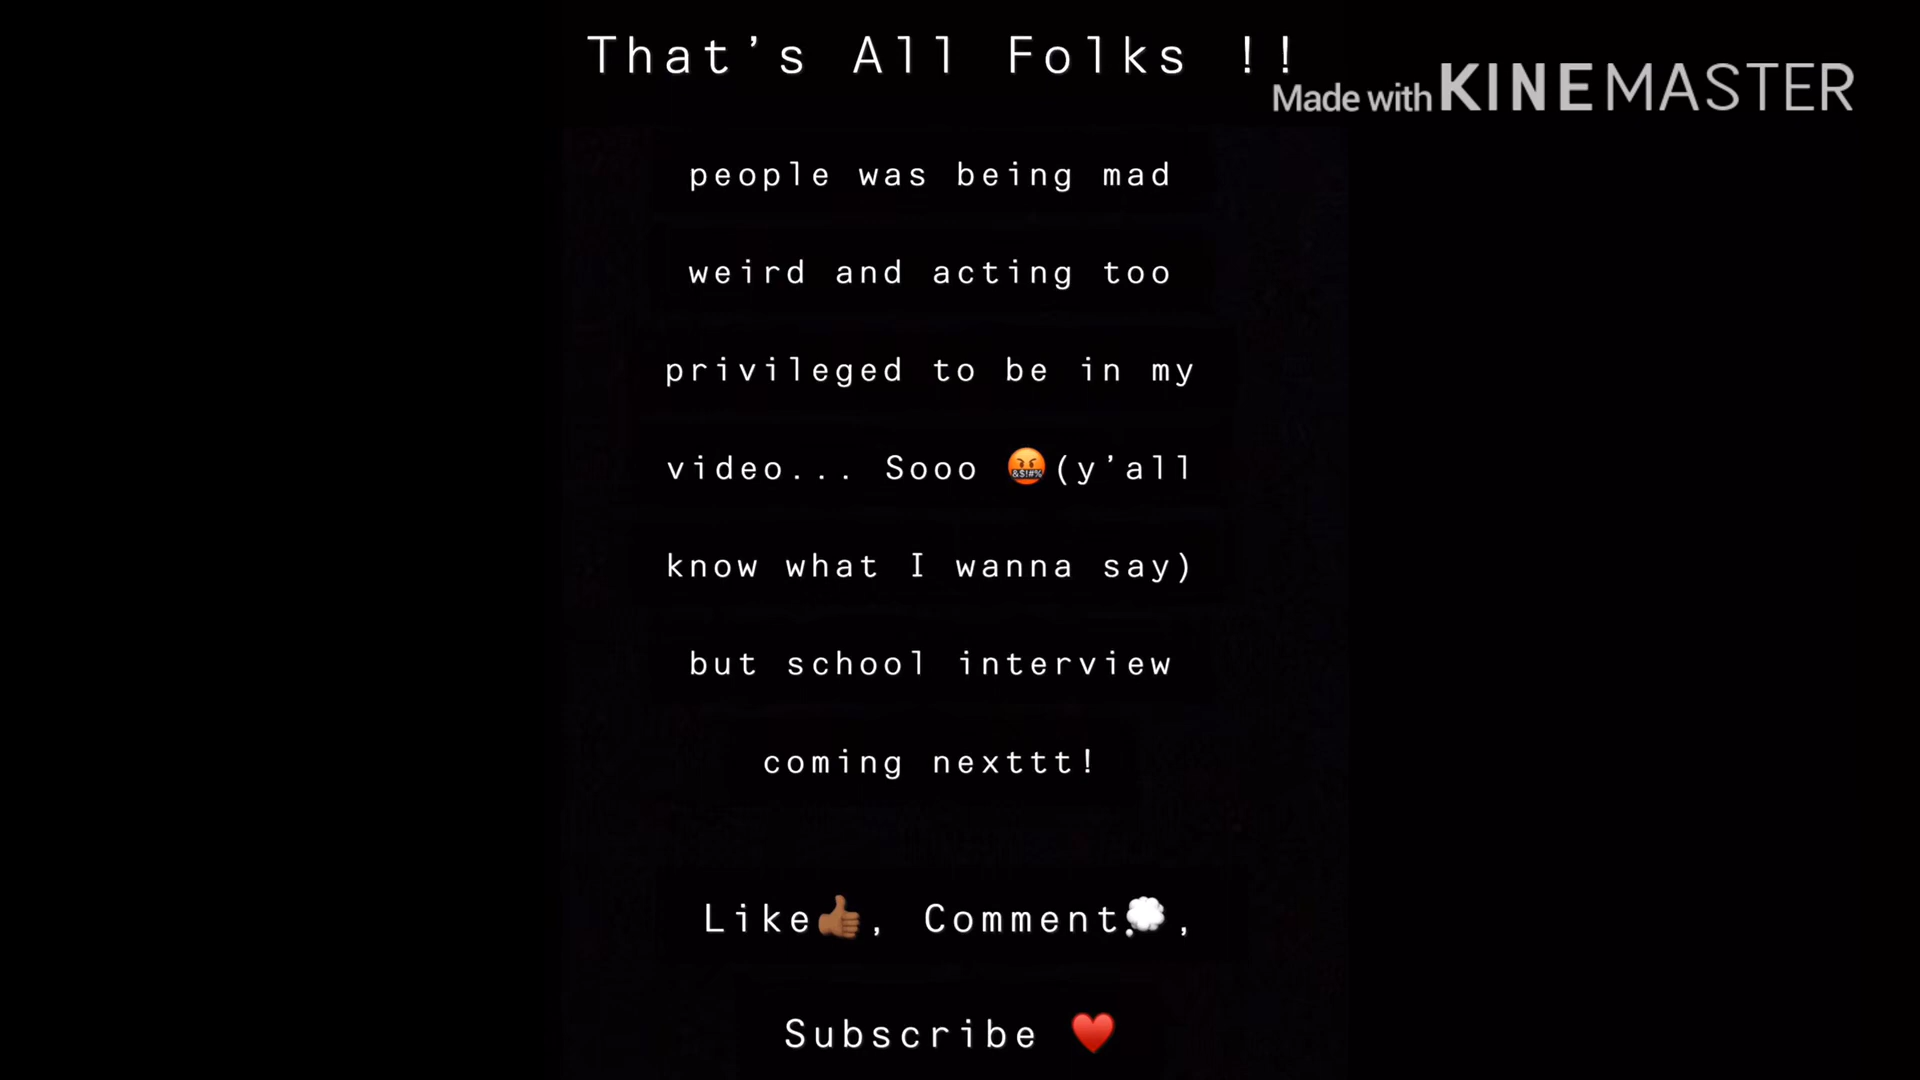 That’s All Folks !!
Made with KINEMASTER
people was being mad
weird and acting too
privileged to be in my
video... Sooo 🤬(y’all
know what I wanna say)
but school interview
coming nexttt!
Like👍🏾, Comment💭,
Subscribe ♥️